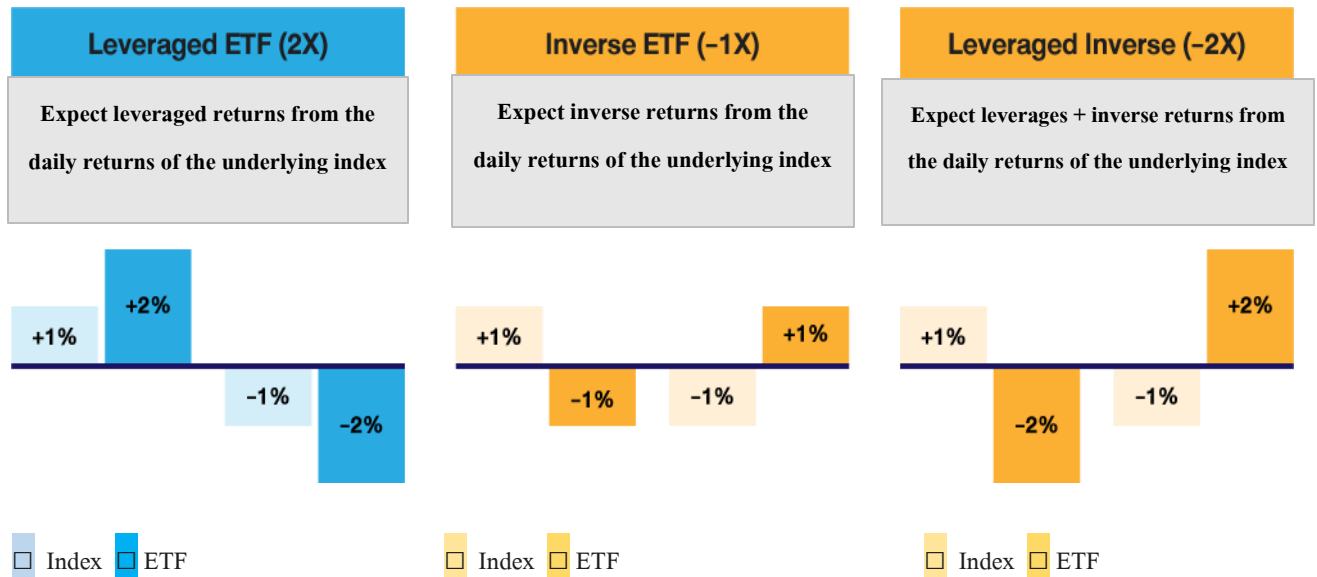 Leveraged ETF (2X)
Expect leveraged returns from the
daily returns of the underlying index
+1%
+2%
−1%
−2%
□ Index □ ETF
Inverse ETF (−1X)
Expect inverse returns from the
daily returns of the underlying index
+1%
−1%
−1%
+1%
□ Index □ ETF
Leveraged Inverse (−2X)
Expect leverages + inverse returns from
the daily returns of the underlying index
+1%
−2%
−1%
+2%
□ Index □ ETF